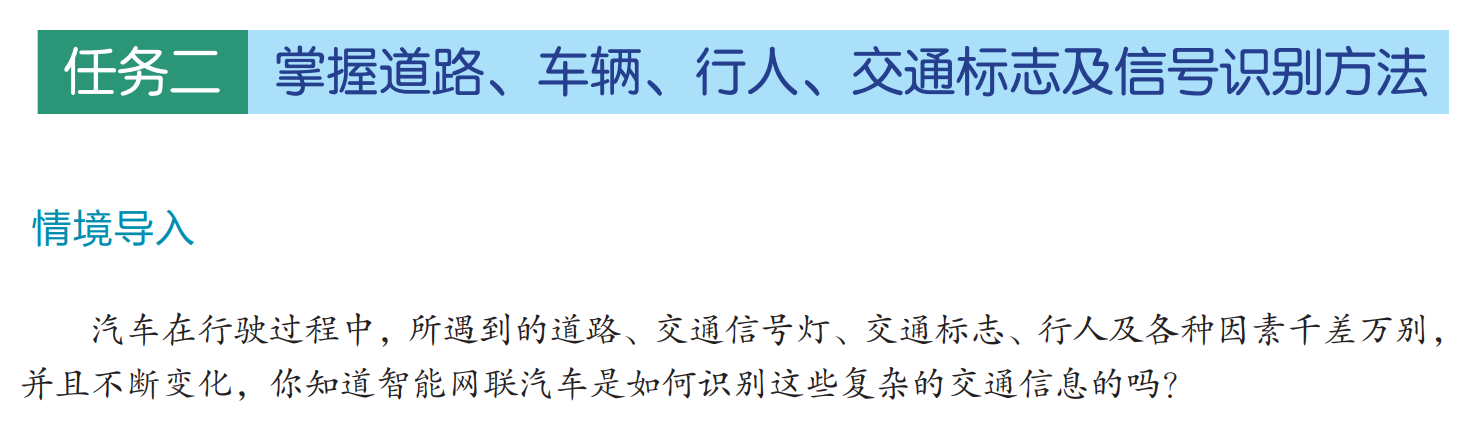 任务二 掌握道路、车辆、行人、交通标志及信号识别方法
情境导入
汽车在行驶过程中，所遇到的道路、交通信号灯、交通标志、行人及各种因素千差万别，
并且不断变化，你知道智能网联汽车是如何识别这些复杂的交通信息的吗？